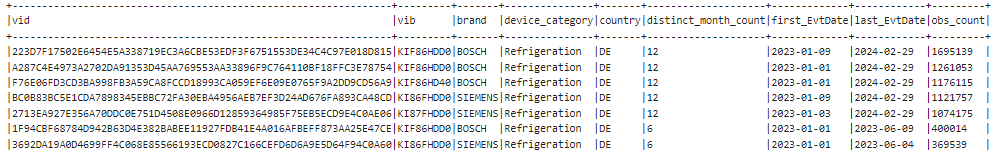 +----------------------------------------------------------------+---------+-------+---------------+-------+--------------------+-------------+------------+---------+
|vid |vib |brand |device_category|country|distinct_month_count|first_EvtDate|last_EvtDate|obs_count|
+----------------------------------------------------------------+---------+-------+---------------+-------+--------------------+-------------+------------+---------+
|223D7F17502E6454E5A338719EC3A6CBE53EDF3F6751553DE34C4C97E018D815|KIF86HDD0|BOSCH |Refrigeration |DE |12 |2023-01-09 |2024-02-29 |1695139 |
|A287C4E4973A2702DA91353D45AA769553AA33896F9C764110BF18FFC3E78754|KIF86HDD0|BOSCH |Refrigeration |DE |12 |2023-01-01 |2024-02-29 |1261053 |
|F76E06FD3CD3BA998FB3A59CA8FCCD18993CA059EF6E09E0765F9A2DD9CD56A9|KIF86HD40|BOSCH |Refrigeration |DE |12 |2023-01-01 |2024-02-29 |1176115 |
|BC0B83BC5E1CDA7898345EBBC72FA30EBA4956AEB7EF3D24AD676FA893CA48CD|KI86FHDD0|SIEMENS|Refrigeration |DE |12 |2023-01-09 |2024-02-29 |1121757 |
|2713EA927E356A70DDC0E751D4508E0966D12859364985F75EB5ECD9E4C0AE06|KI87FHDD0|SIEMENS|Refrigeration |DE |12 |2023-01-03 |2024-02-29 |1074175 |
|1F94CBF68784D942B63D4E382BABEE11927FDB41E4A016AFBEFF873AA25E47CE|KIF86HDD0|BOSCH |Refrigeration |DE |6 |2023-01-01 |2023-06-09 |400014 |
|3692DA19A0D4699FF4C068E85566193ECD0827C166CEFD6D6A9E5D64F94C0A60|KI86FHDD0|SIEMENS|Refrigeration |DE |6 |2023-01-01 |2023-06-04 |369539 |